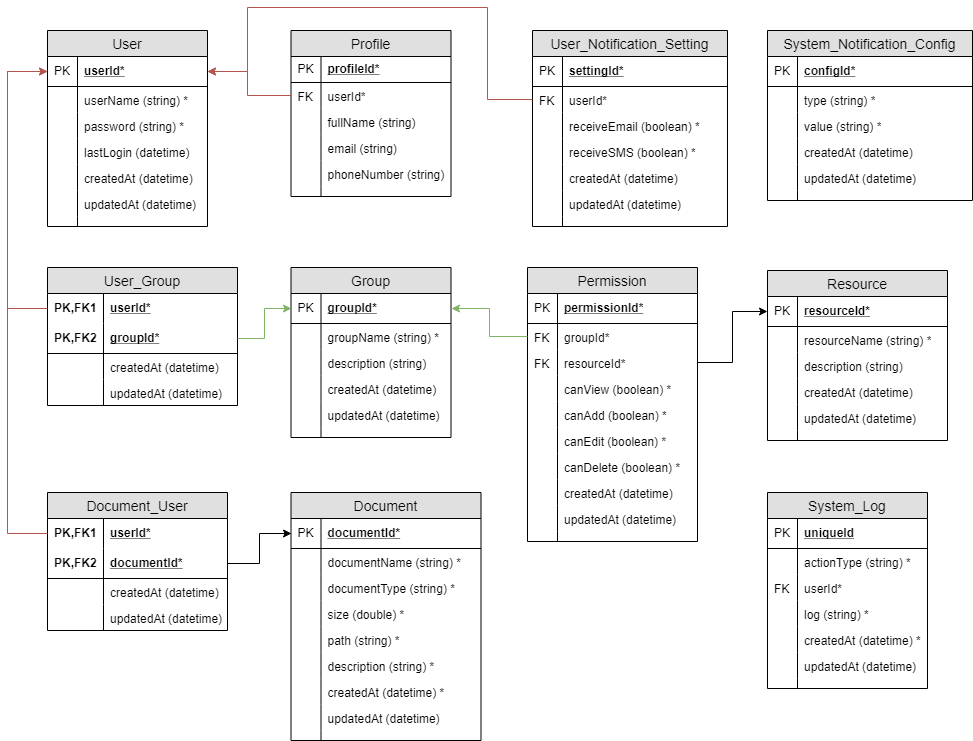 User
PK userId*
userName (string) *
password (string) *
lastLogin (datetime)
createdAt (datetime)
updatedAt (datetime)
Profile
PK profileId*
FK userId*
fullName (string)
email (string)
phoneNumber (string)
User_Notification_Setting
PK settingId*
FK userId*
receiveEmail (boolean) *
receiveSMS (boolean) *
createdAt (datetime)
updatedAt (datetime)
System_Notification_Config
PK configId*
type (string) *
value (string) *
createdAt (datetime)
updatedAt (datetime)
User_Group
PK,FK1 userId*
PK,FK2 groupId*
createdAt (datetime)
updatedAt (datetime)
Group
PK groupId*
groupName (string) *
description (string)
createdAt (datetime)
updatedAt (datetime)
Permission
PK permissionId*
FK groupId*
FK resourceId*
canView (boolean) *
canAdd (boolean) *
canEdit (boolean) *
canDelete (boolean) *
createdAt (datetime)
updatedAt (datetime)
Resource
PK resourceId*
resourceName (string) *
description (string)
createdAt (datetime)
updatedAt (datetime)
Document_User
PK,FK1 userId*
PK,FK2 documentId*
createdAt (datetime)
updatedAt (datetime)
Document
PK documentId*
documentName (string) *
documentType (string) *
size (double) *
path (string) *
description (string) *
createdAt (datetime) *
updatedAt (datetime)
System_Log
PK uniqueId
actionType (string) *
FK userId*
log (string) *
createdAt (datetime) *
updatedAt (datetime)